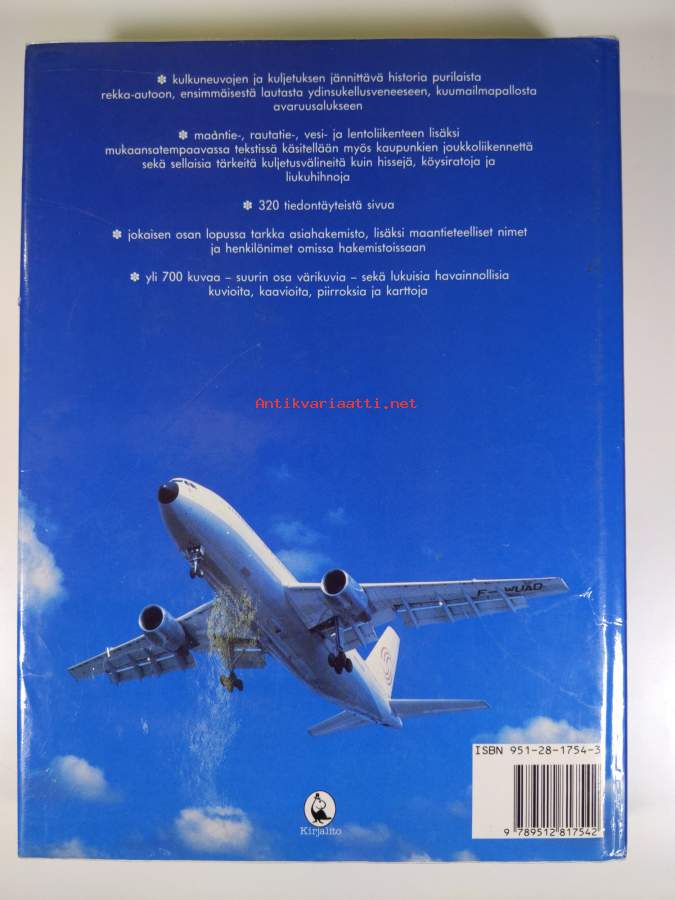 ✽ kulkuneuvojen ja kuljetuksen jännittävä historia purilaista
rekka-autoon, ensimmäisestä lautasta ydinsukellusveneeseen, kuumailmapallosta
avaruusalukseen
✽ maantie-, rautatie-, vesi- ja lentoliikenteen lisäksi
mukaansatempaavassa tekstissä käsitellään myös kaupunkien joukkoliikennettä
sekä sellaisia tärkeitä kuljetusvälineitä kuin hissejä, köysiratoja ja
liukuhihnoja
✽ 320 tiedontäyteistä sivua
✽ jokaisen osan lopussa tarkka asiahakemisto, lisäksi maantieteelliset nimet
ja henkilönimet omissa hakemistoissaan
✽ yli 700 kuvaa – suurin osa värikuvia – sekä lukuisia havainnollisia
kuvioita, kaavioita, piirroksia ja karttoja
Antikvariaatti.net
F-WUAD
ISBN 951-28-1754-3
9 789512 817542
Kirjalito